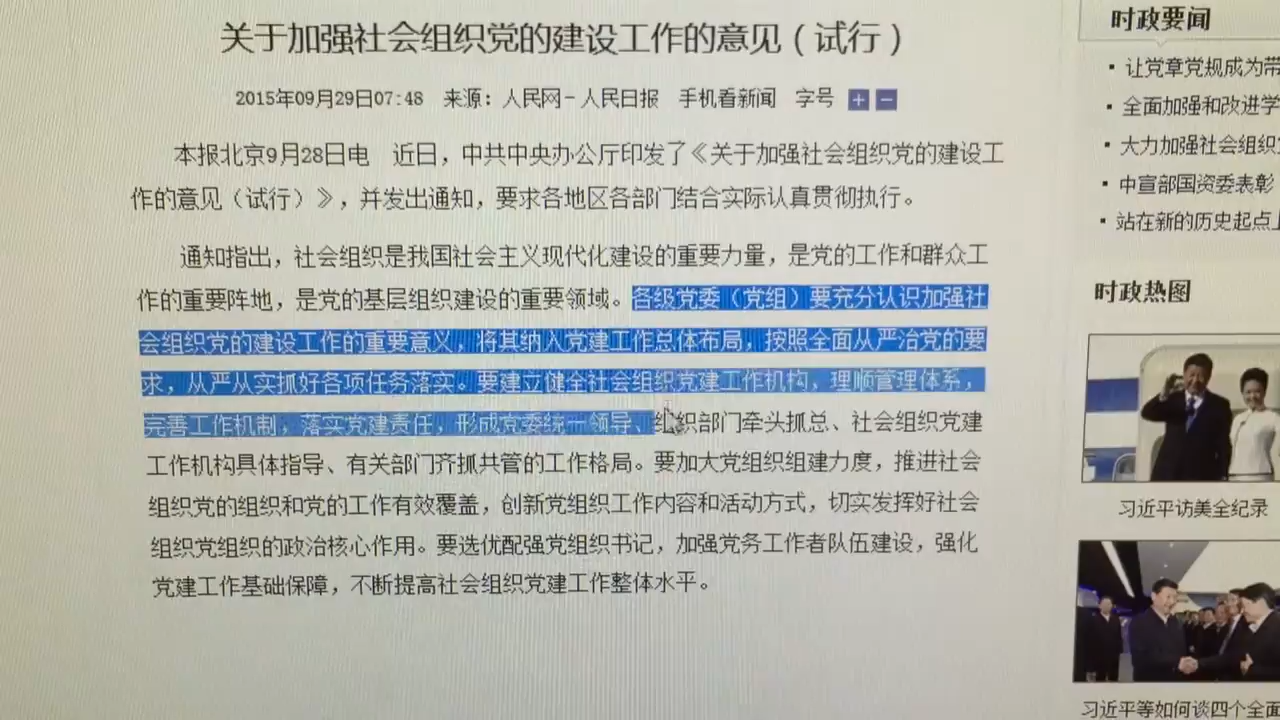 关于加强社会组织党的建设工作的意见（试行）
2015年09月29日07:48 来源：人民网-人民日报 手机看新闻 字号 + -
本报北京9月28日电 近日，中共中央办公厅印发了《关于加强社会组织党的建设工
作的意见（试行）》，并发出通知，要求各地区各部门结合实际认真贯彻执行。
通知指出，社会组织是我国社会主义现代化建设的重要力量，是党的工作和群众工
作的重要阵地，是党的基层组织建设的重要领域。各级党委（党组）要充分认识加强社
会组织党的建设工作的重要意义，将其纳入党建工作总体布局，按照全面从严治党的要
求，从严从实抓好各项任务落实。要建立健全社会组织党建工作机构，理顺管理体系，
完善工作机制，落实党建责任，形成党委统一领导、组织部门牵头抓总、社会组织党建
工作机构具体指导、有关部门齐抓共管的工作格局。要加大党组织组建力度，推进社会
组织党的组织和党的工作有效覆盖，创新党组织工作内容和活动方式，切实发挥好社会
组织党组织的政治核心作用。要选优配强党组织书记，加强党务工作者队伍建设，强化
党建工作基础保障，不断提高社会组织党建工作整体水平。
时政要闻
让党章党规成为带
全面加强和改进学
大力加强社会组织
中宣部国资委表彰
站在新的历史起点上
时政热图
习近平访美全纪录
习近平等如何谈四个全面